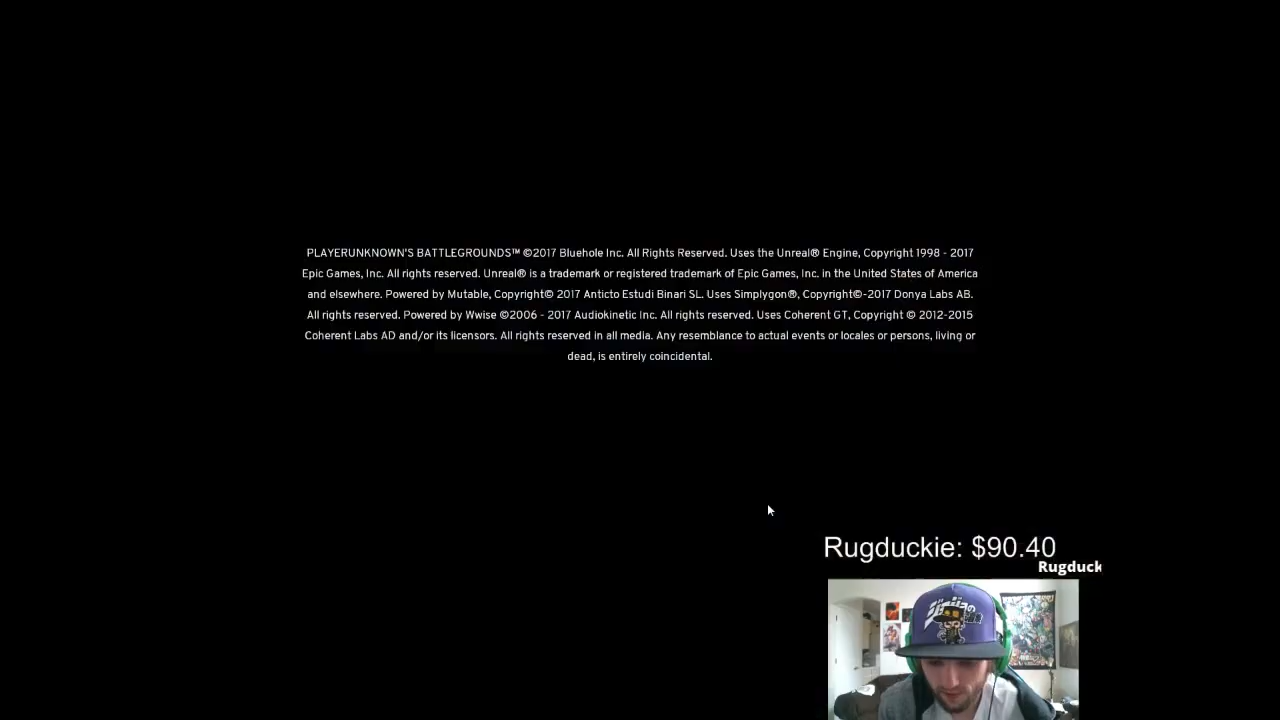 PLAYERUNKNOWN'S BATTLEGROUNDS™ ©2017 Bluehole Inc. All Rights Reserved. Uses the Unreal® Engine, Copyright 1998 - 2017
Epic Games, Inc. All rights reserved. Unreal® is a trademark or registered trademark of Epic Games, Inc. in the United States of America
and elsewhere. Powered by Mutable, Copyright© 2017 Anticto Estudi Binari SL. Uses Simplygon®, Copyright©-2017 Donya Labs AB.
All rights reserved. Powered by Wwise ©2006 - 2017 Audiokinetic Inc. All rights reserved. Uses Coherent GT, Copyright © 2012-2015
Coherent Labs AD and/or its licensors. All rights reserved in all media. Any resemblance to actual events or locales or persons, living or
dead, is entirely coincidental.
Rugduckie: $90.40
Rugduck